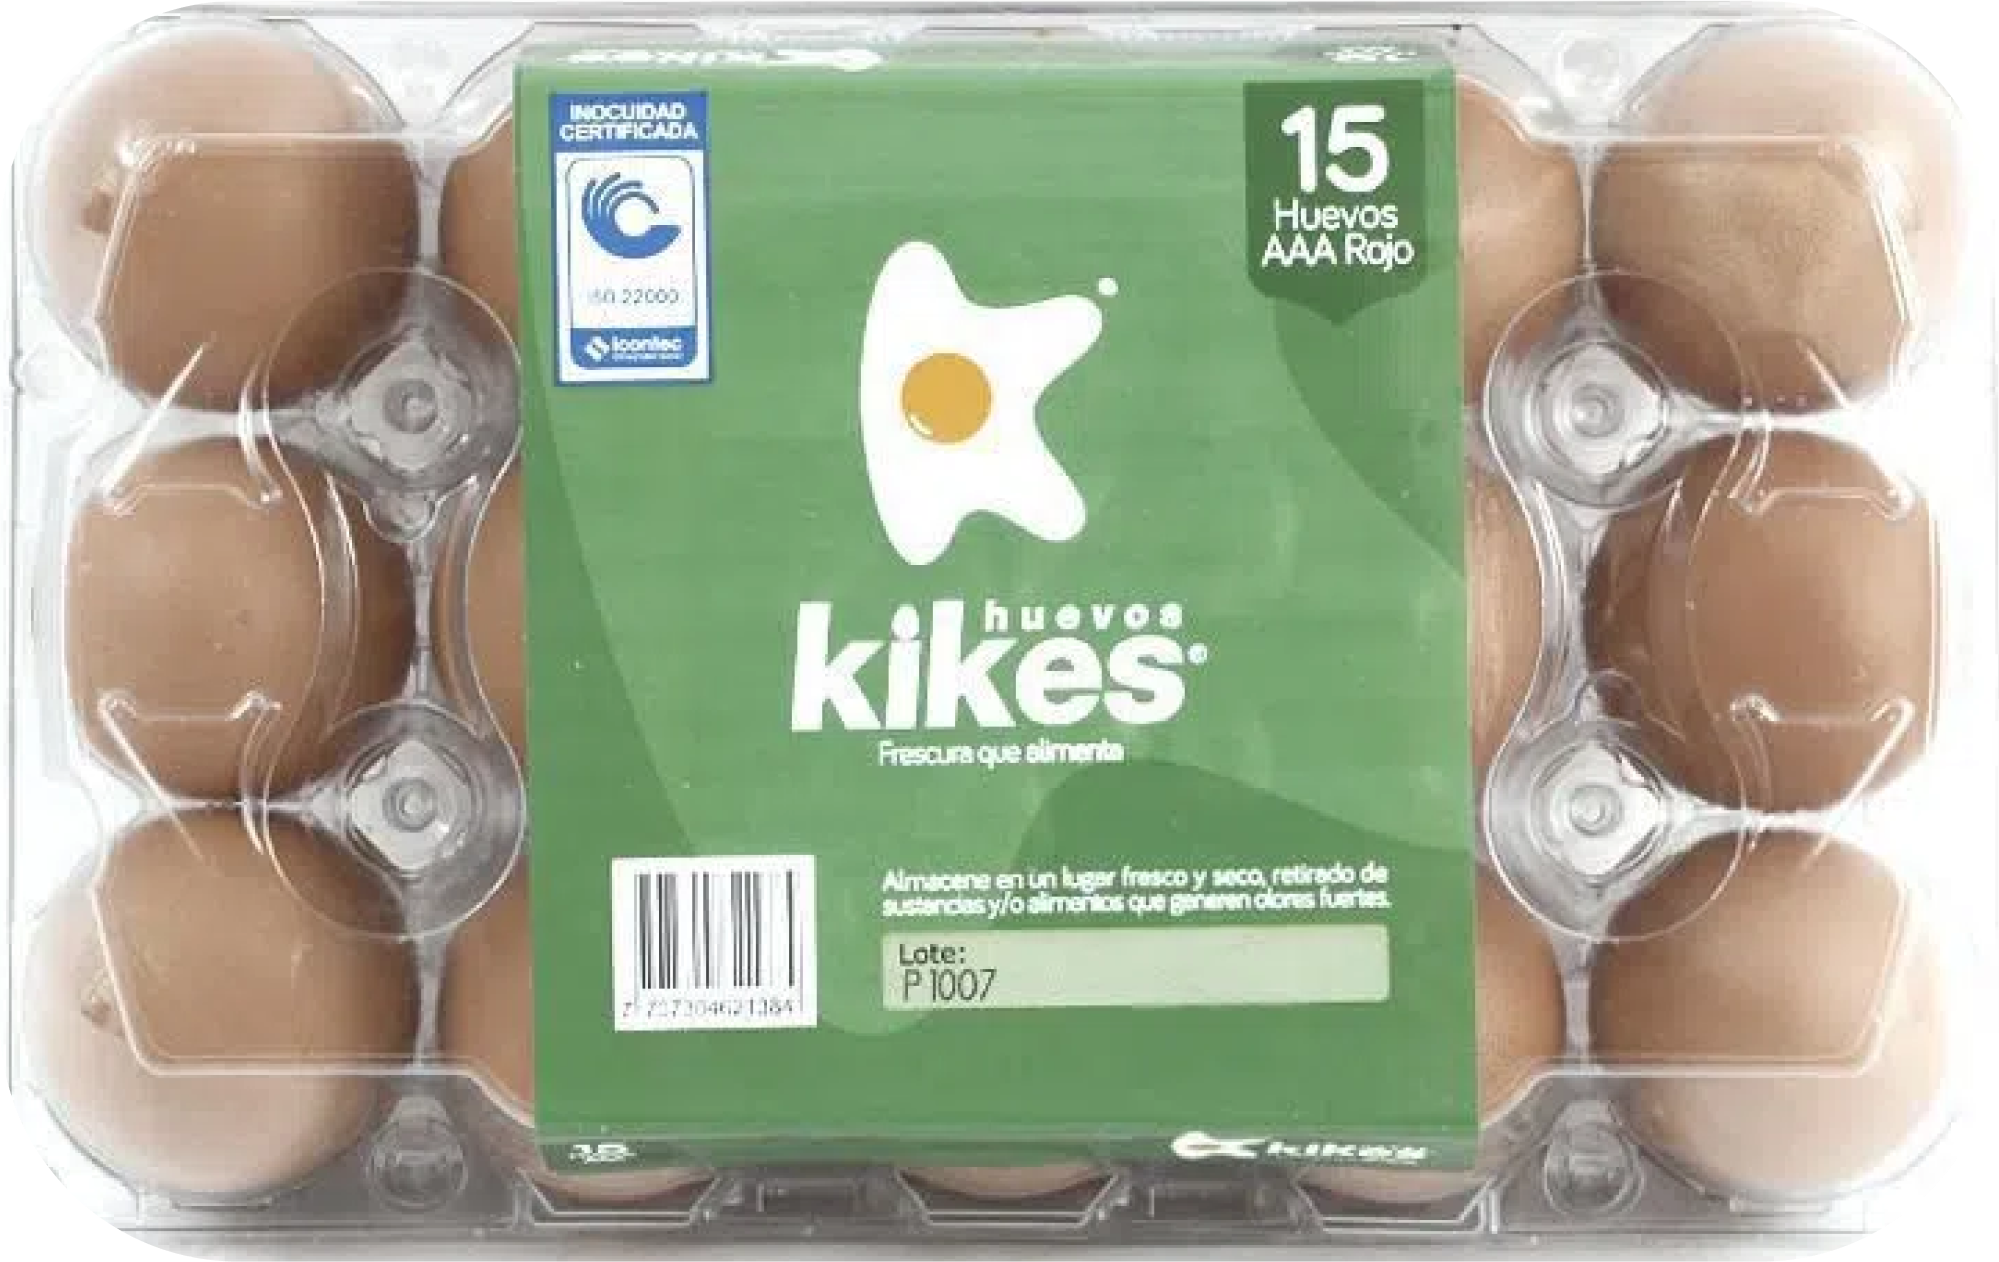 INOCUIDAD
CERTIFICADA
ISO 22000
icontec
15
Huevos
AAA Rojo
huevos
kikes
Frescura que alimenta
Almacene en un lugar fresco y seco, retirado de
sustancias y/o alimentos que generen olores fuertes.
Lote:
P 1007
kikes